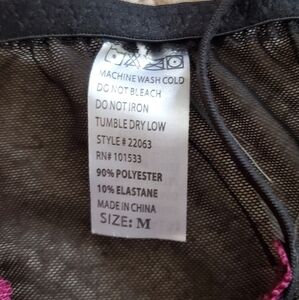 MACHINE WASH COLD
DO NOT BLEACH
DO NOT IRON
TUMBLE DRY LOW
STYLE # 22063
RN# 101533
90% POLYESTER
10% ELASTANE
MADE IN CHINA
SIZE: M